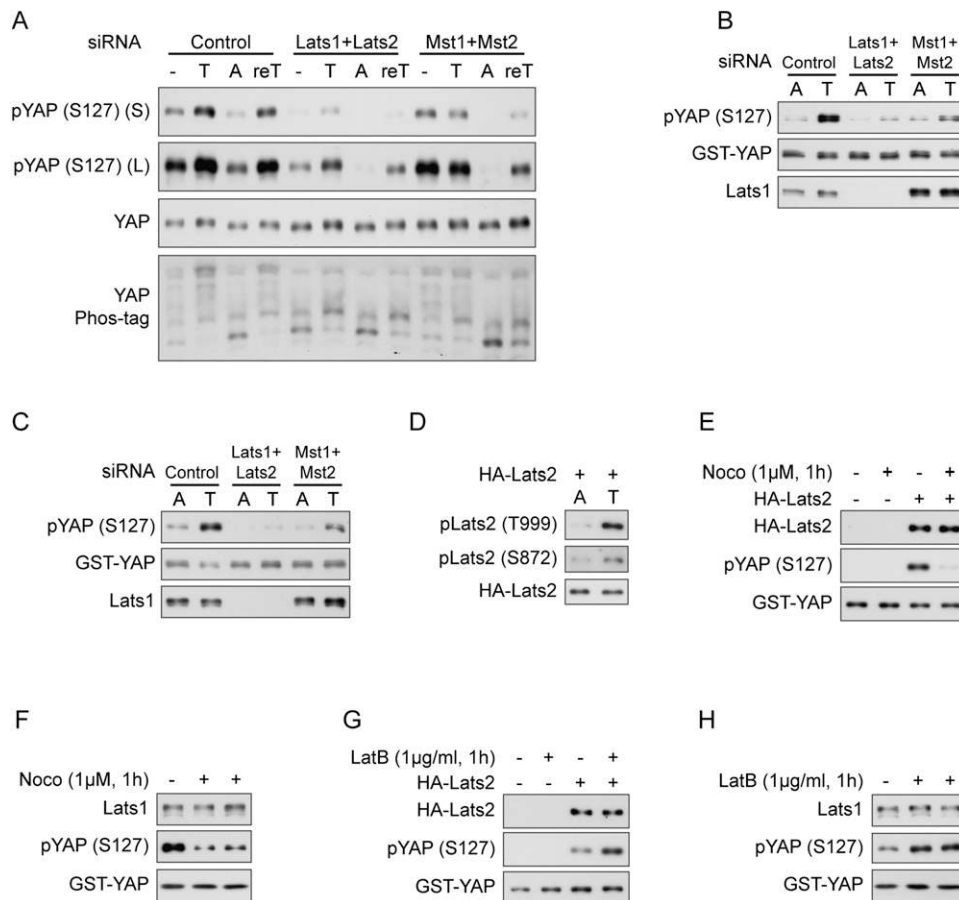 A
siRNA Control Lats1+Lats2 Mst1+Mst2
- T A reT - T A reT - T A reT
pYAP (S127) (S)
pYAP (S127) (L)
YAP
YAP
Phos-tag
B
siRNA Control Lats1+ Lats2 Mst1+ Mst2
A T A T A T
pYAP (S127)
GST-YAP
Lats1
C
siRNA Control Lats1+ Lats2 Mst1+ Mst2
A T A T A T
pYAP (S127)
GST-YAP
Lats1
D
HA-Lats2 + +
A T
pLats2 (T999)
pLats2 (S872)
HA-Lats2
E
Noco (1µM, 1h) - + - +
HA-Lats2 - - + +
HA-Lats2
pYAP (S127)
GST-YAP
F
Noco (1µM, 1h) - + +
Lats1
pYAP (S127)
GST-YAP
G
LatB (1µg/ml, 1h) - + - +
HA-Lats2 - - + +
HA-Lats2
pYAP (S127)
GST-YAP
H
LatB (1µg/ml, 1h) - + +
Lats1
pYAP (S127)
GST-YAP